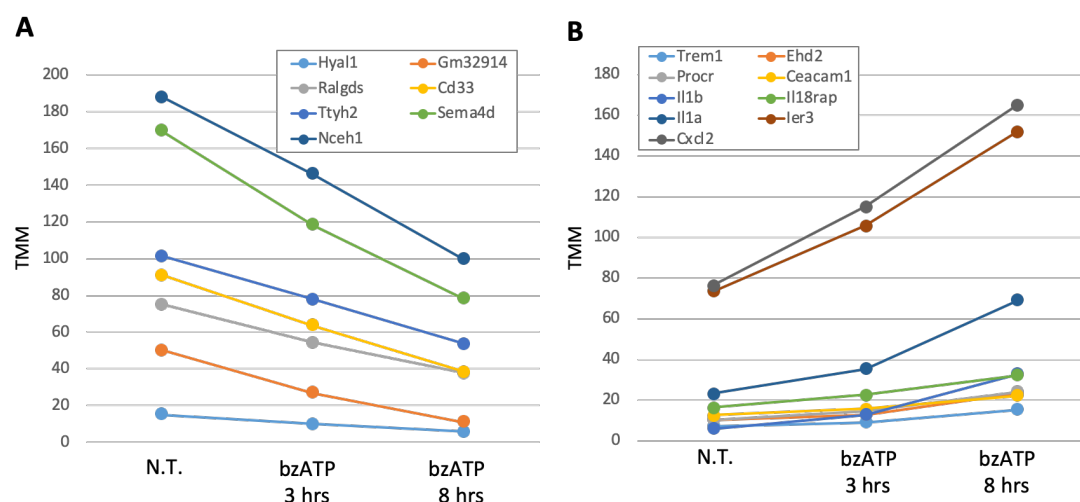 A
Hyal1 Gm32914
Ralgds Cd33
Ttyh2 Sema4d
Nceh1
TMM
200
180
160
140
120
100
80
60
40
20
0
N.T. bzATP 3 hrs bzATP 8 hrs
B
Trem1 Ehd2
Procr Ceacam1
Il1b Il18rap
Il1a Ier3
Cxcl2
TMM
180
160
140
120
100
80
60
40
20
0
N.T. bzATP 3 hrs bzATP 8 hrs